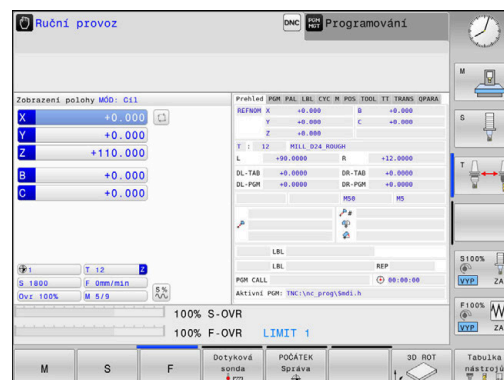 Ruční provoz
DNC
PGM MGT
Programování
Zobrazení polohy MÓD: Cíl
X +0.000
Y +0.000
Z +110.000
B +0.000
C +0.000
1
T 12 Z
S 1800
F 0mm/min
Ovr 100%
M 5/9
S %
Přehled PGM PAL LBL CYC M POS TOOL TT TRANS QPARA
REFNOM X +0.000 B +0.000
Y +0.000 C +0.000
Z +0.000
T : 12 MILL_D24_ROUGH
L +90.0000 R +12.0000
DL-TAB +0.0000 DR-TAB +0.0000
DL-PGM +0.0000 DR-PGM +0.0000
M50 M5
P#
LBL
LBL REP
PGM CALL 00:00:00
Aktivní PGM: TNC:\nc_prog\$mdi.h
100% S-OVR
100% F-OVR LIMIT 1
M
S
T
S100%
VYP ZA
F100%
VYP ZA
M
S
F
Dotyková sonda
POČÁTEK Správa
3D ROT
Tabulka nástroj